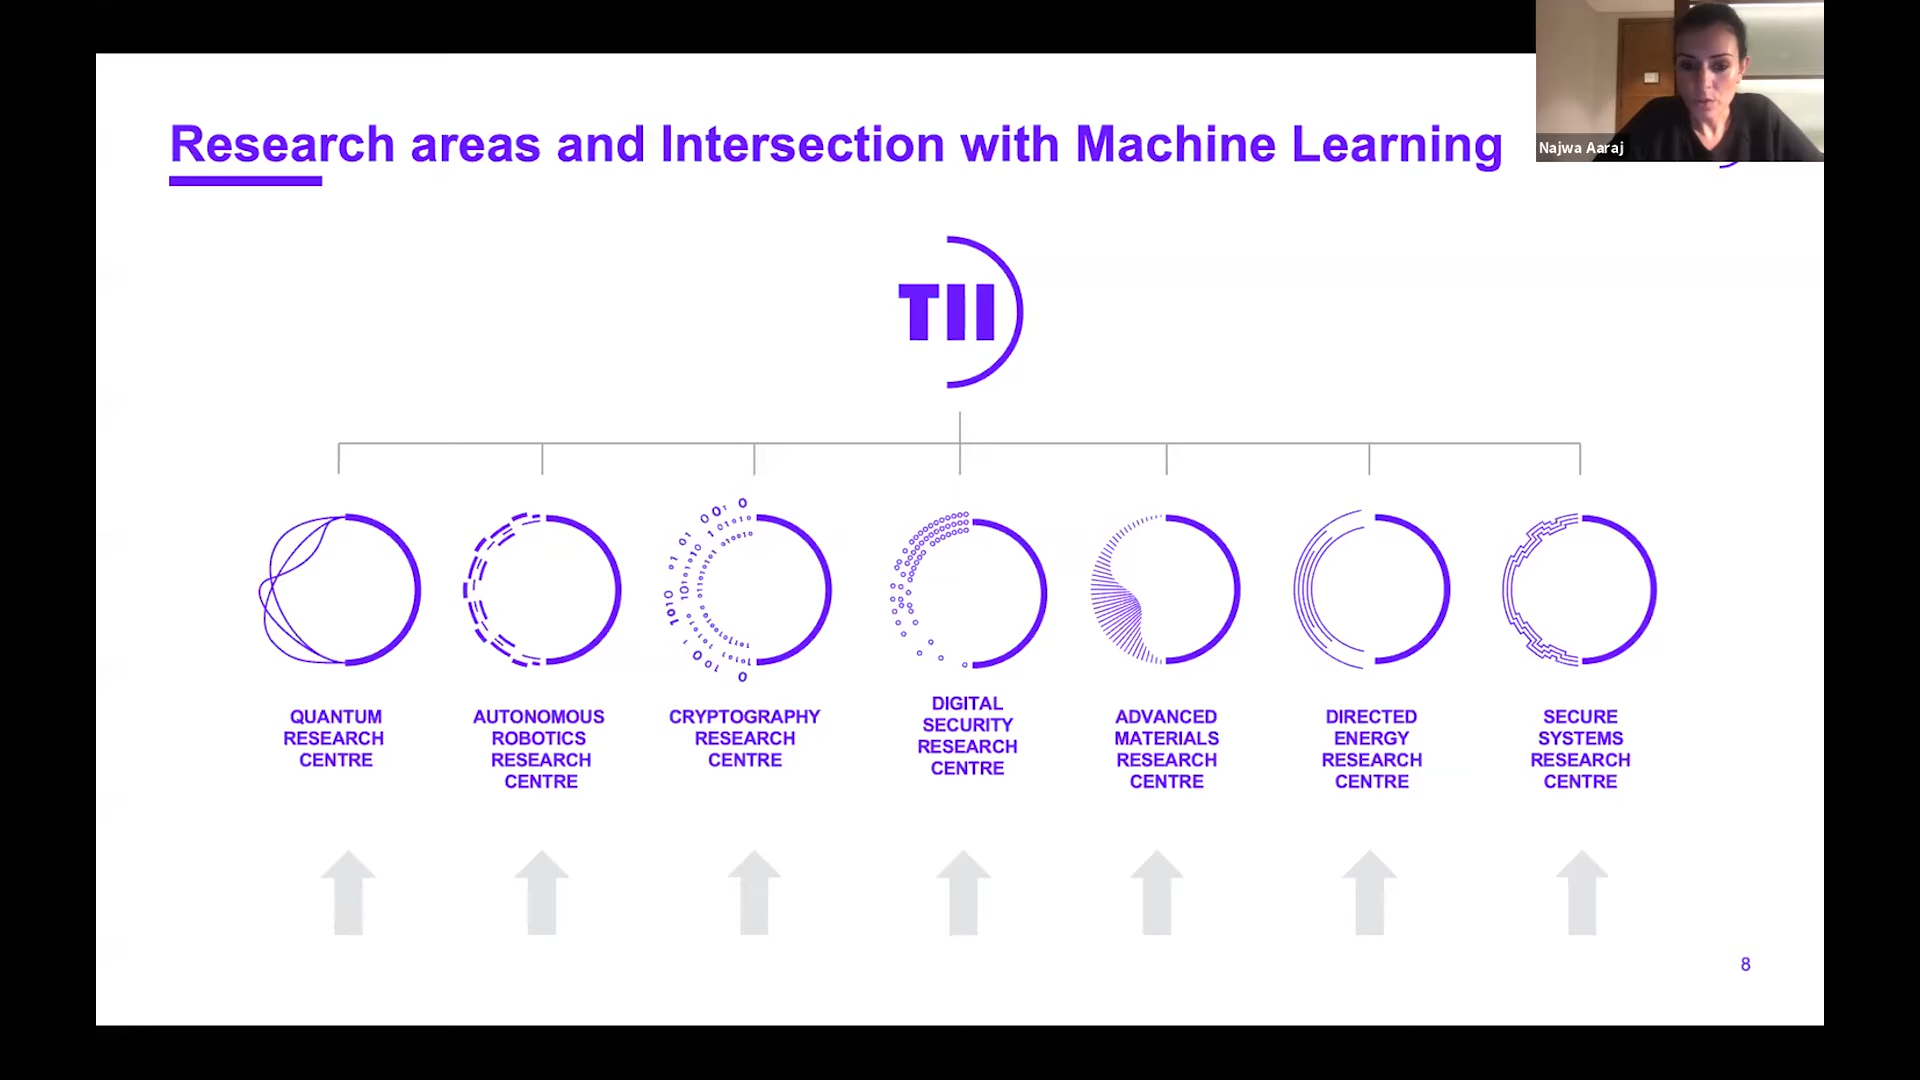 Research areas and Intersection with Machine Learning
Najwa Aaraj
TII
QUANTUM
RESEARCH
CENTRE
AUTONOMOUS
ROBOTICS
RESEARCH
CENTRE
CRYPTOGRAPHY
RESEARCH
CENTRE
DIGITAL
SECURITY
RESEARCH
CENTRE
ADVANCED
MATERIALS
RESEARCH
CENTRE
DIRECTED
ENERGY
RESEARCH
CENTRE
SECURE
SYSTEMS
RESEARCH
CENTRE
8